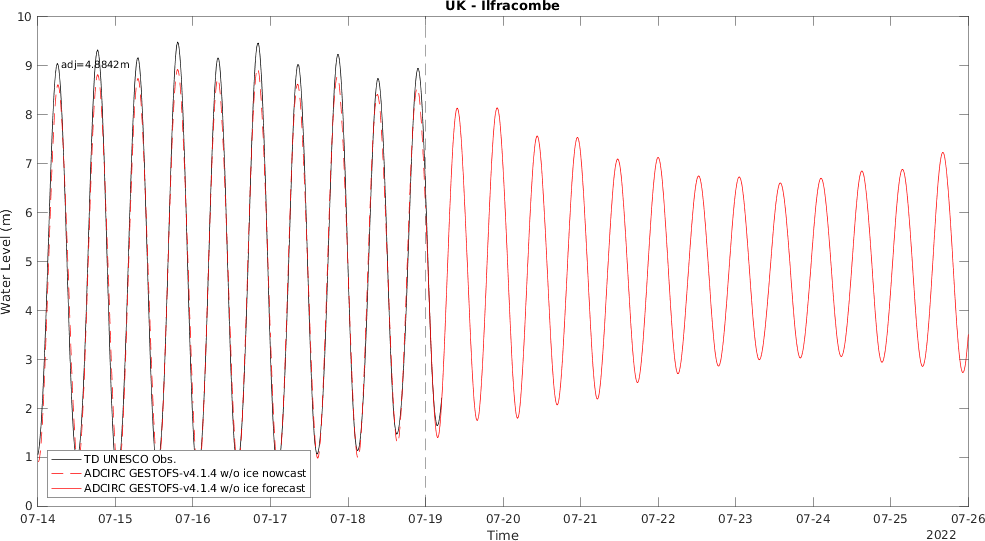 UK - Ilfracombe
10
9
8
7
6
5
4
3
2
1
0
Water Level (m)
adj=4.8842m
TD UNESCO Obs.
ADCIRC GESTOFS-v4.1.4 w/o ice nowcast
ADCIRC GESTOFS-v4.1.4 w/o ice forecast
07-14 07-15 07-16 07-17 07-18 07-19 07-20 07-21 07-22 07-23 07-24 07-25 07-26
Time
2022